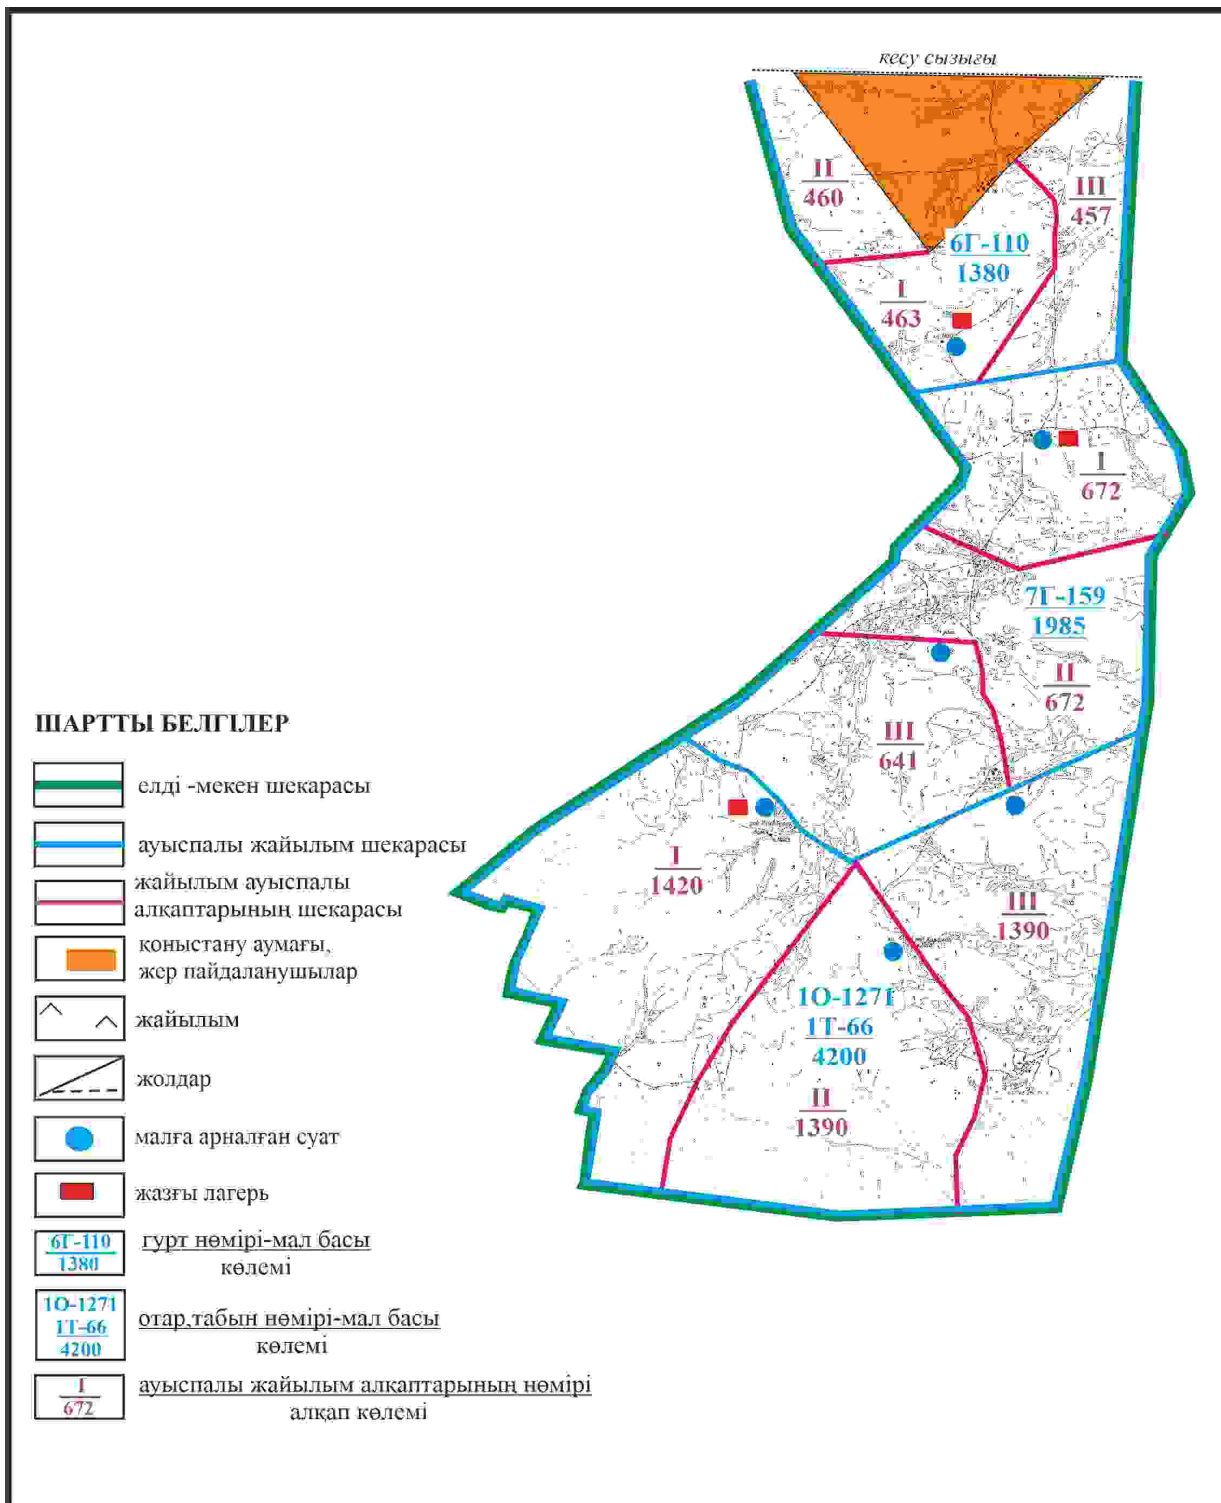 кесу сызығы
II
460
III
457
6Г-110
1380
I
463
I
672
7Г-159
1985
II
672
III
641
I
1420
III
1390
1О-1271
1Т-66
4200
II
1390
ШАРТТЫ БЕЛГІЛЕР
елді -мекен шекарасы
ауыспалы жайылым шекарасы
жайылым ауыспалы
алқаптарының шекарасы
қоныстану аумағы,
жер пайдаланушылар
жайылым
жолдар
малға арналған суат
жазғы лагерь
6Г-110
1380
гурт нөмірі-мал басы
көлемі
1О-1271
1Т-66
4200
отар,табын нөмірі-мал басы
көлемі
I
672
ауыспалы жайылым алқаптарының нөмірі
алқап көлемі